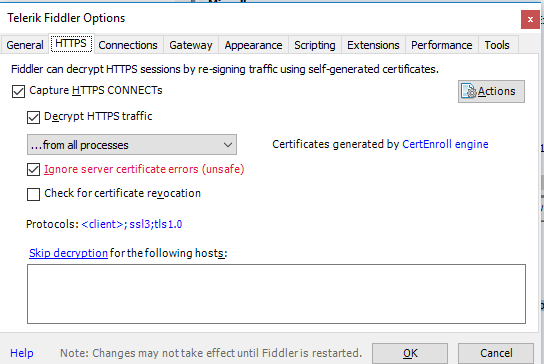 Telerik Fiddler Options
x
General HTTPS Connections Gateway Appearance Scripting Extensions Performance Tools
Fiddler can decrypt HTTPS sessions by re-signing traffic using self-generated certificates.
Capture HTTPS CONNECTs
Actions
Decrypt HTTPS traffic
...from all processes
Certificates generated by CertEnroll engine
Ignore server certificate errors (unsafe)
Check for certificate revocation
Protocols: <client>;ssl3;tls1.0
Skip decryption for the following hosts:
Help
Note: Changes may not take effect until Fiddler is restarted.
OK
Cancel